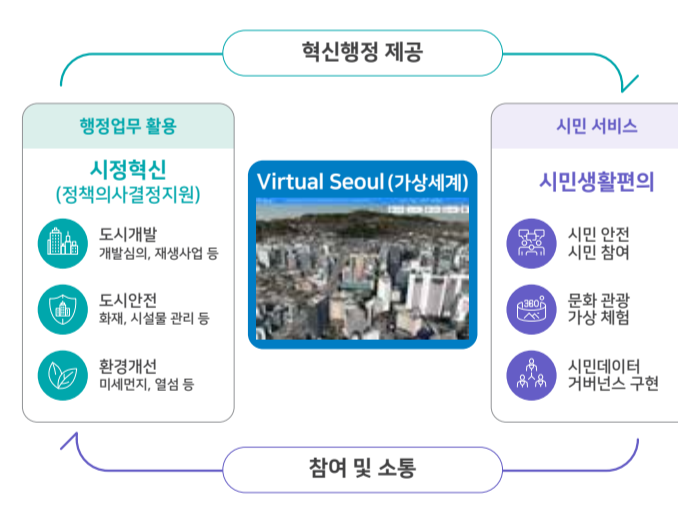 혁신행정 제공
행정업무 활용
시정혁신
(정책의사결정지원)
도시개발
개발심의, 재생사업 등
도시안전
화재, 시설물 관리 등
환경개선
미세먼지, 열섬 등
Virtual Seoul(가상세계)
시민 서비스
시민생활편의
시민 안전
시민 참여
360°
문화 관광
가상 체험
시민데이터
거버넌스 구현
참여 및 소통